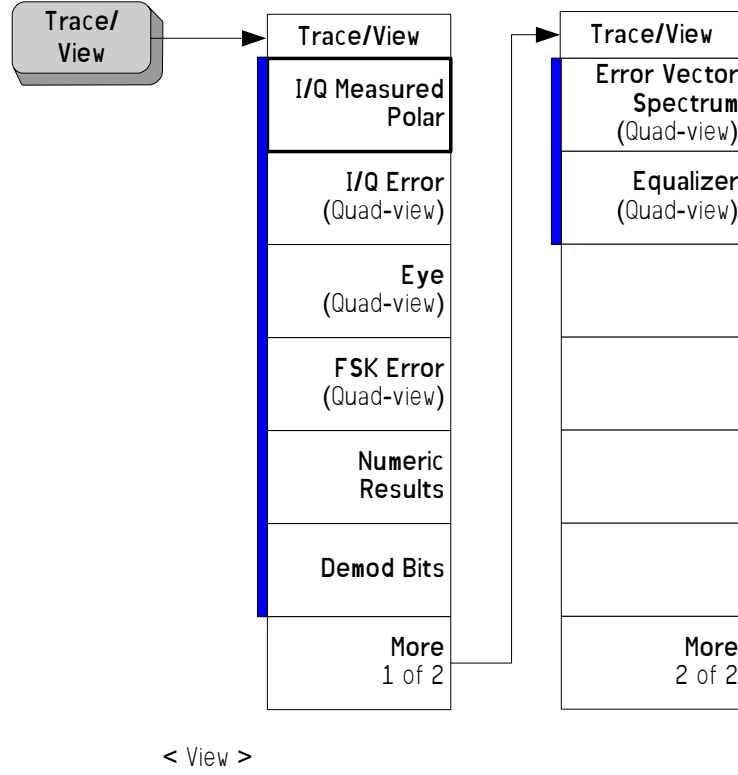 Trace/
View
Trace/View
I/Q Measured
Polar
I/Q Error
(Quad-view)
Eye
(Quad-view)
FSK Error
(Quad-view)
Numeric
Results
Demod Bits
More
1 of 2
Trace/View
Error Vector
Spectrum
(Quad-view)
Equalizer
(Quad-view)
More
2 of 2
< View >